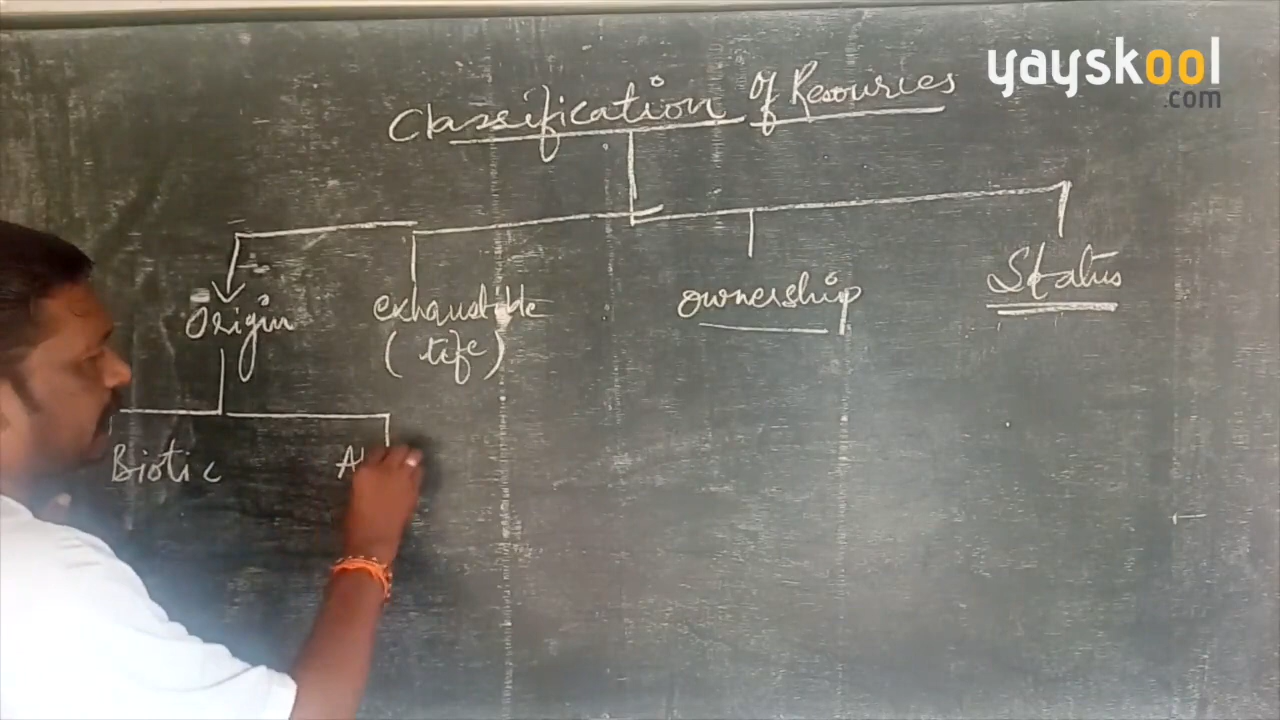 yayskool
.com
Classification Of Resources
Origin
exhaustible
ownership
Status
(life)
Biotic
A